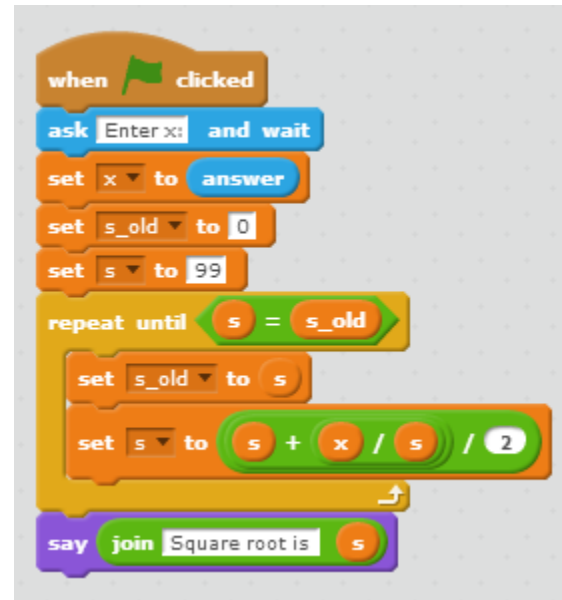 when clicked
ask Enter x: and wait
set x to answer
set s_old to 0
set s to 99
repeat until s = s_old
set s_old to s
set s to s + x / s / 2
say join Square root is s